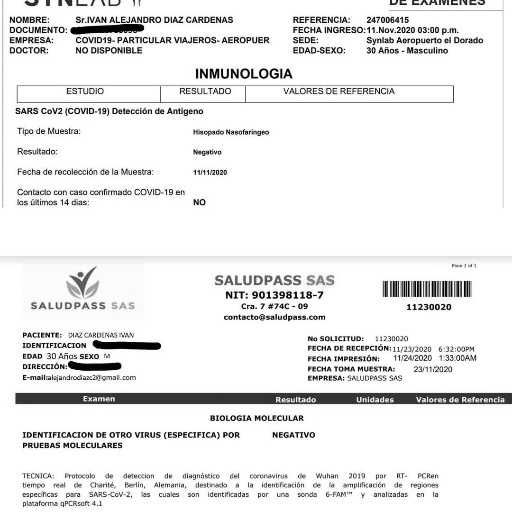 SYNLAB
DE EXAMENES
NOMBRE: Sr.IVAN ALEJANDRO DIAZ CARDENAS
REFERENCIA: 247006415
DOCUMENTO:
FECHA INGRESO:11.Nov.2020 03:00 p.m.
EMPRESA: COVID19- PARTICULAR VIAJEROS- AEROPUER
SEDE: Synlab Aeropuerto el Dorado
DOCTOR: NO DISPONIBLE
EDAD-SEXO: 30 Años - Masculino
INMUNOLOGIA
ESTUDIO RESULTADO VALORES DE REFERENCIA
SARS CoV2 (COVID-19) Detección de Antígeno
Tipo de Muestra: Hisopado Nasofaríngeo
Resultado: Negativo
Fecha de recolección de la Muestra: 11/11/2020
Contacto con caso confirmado COVID-19 en
los últimos 14 dias: NO
Page 1 of 1
SALUDPASS SAS
SALUDPASS SAS
NIT: 901398118-7
Cra. 7 #74C - 09
contacto@saludpass.com
11230020
PACIENTE: DIAZ CARDENAS IVAN
IDENTIFICACION
EDAD 30 Años SEXO M
DIRECCIÓN:
E-mail:alejandrodiazc2@gmail.com
No SOLICITUD: 11230020
FECHA DE RECEPCIÓN:11/23/2020 6:32:00PM
FECHA IMPRESIÓN: 11/24/2020 1:33:00AM
FECHA TOMA MUESTRA: 23/11/2020
EMPRESA: SALUDPASS SAS
Examen Resultado Unidades Valores de Referencia
BIOLOGIA MOLECULAR
IDENTIFICACION DE OTRO VIRUS (ESPECIFICA) POR NEGATIVO
PRUEBAS MOLECULARES
TECNICA: Protocolo de deteccion de diagnóstico del coronavirus de Wuhan 2019 por RT- PCRen
tiempo real de Charité, Berlin, Alemania, destinado a la identificación de la amplificación de regiones
específicas para SARS-CoV-2, las cuales son identificadas por una sonda 6-FAM™ y analizadas en la
plataforma qPCRsoft 4.1